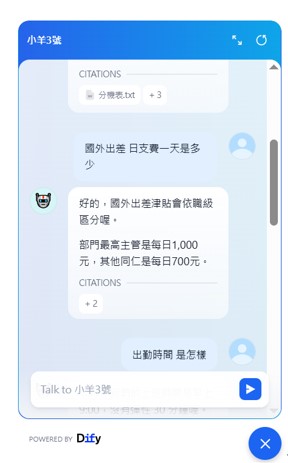 小羊3號
CITATIONS
分機表.txt
+ 3
國外出差 日支費一天是多
少
好的，國外出差津貼會依職級
區分喔。
部門最高主管是每日1,000
元，其他同仁是每日700元。
CITATIONS
+ 2
出勤時間 是怎樣
Talk to 小羊3號
POWERED BY Dify